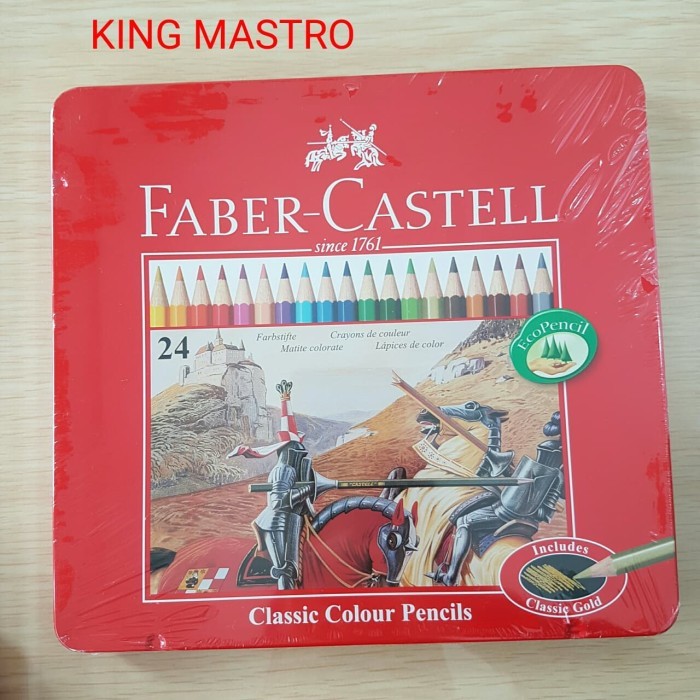 KING MASTRO
FABER-CASTELL
since 1761
Farbstifte
Crayons de couleur
Matite colorate
Lápices de color
24
EcoPencil
"CASTELL"
Includes
Classic Gold
Classic Colour Pencils